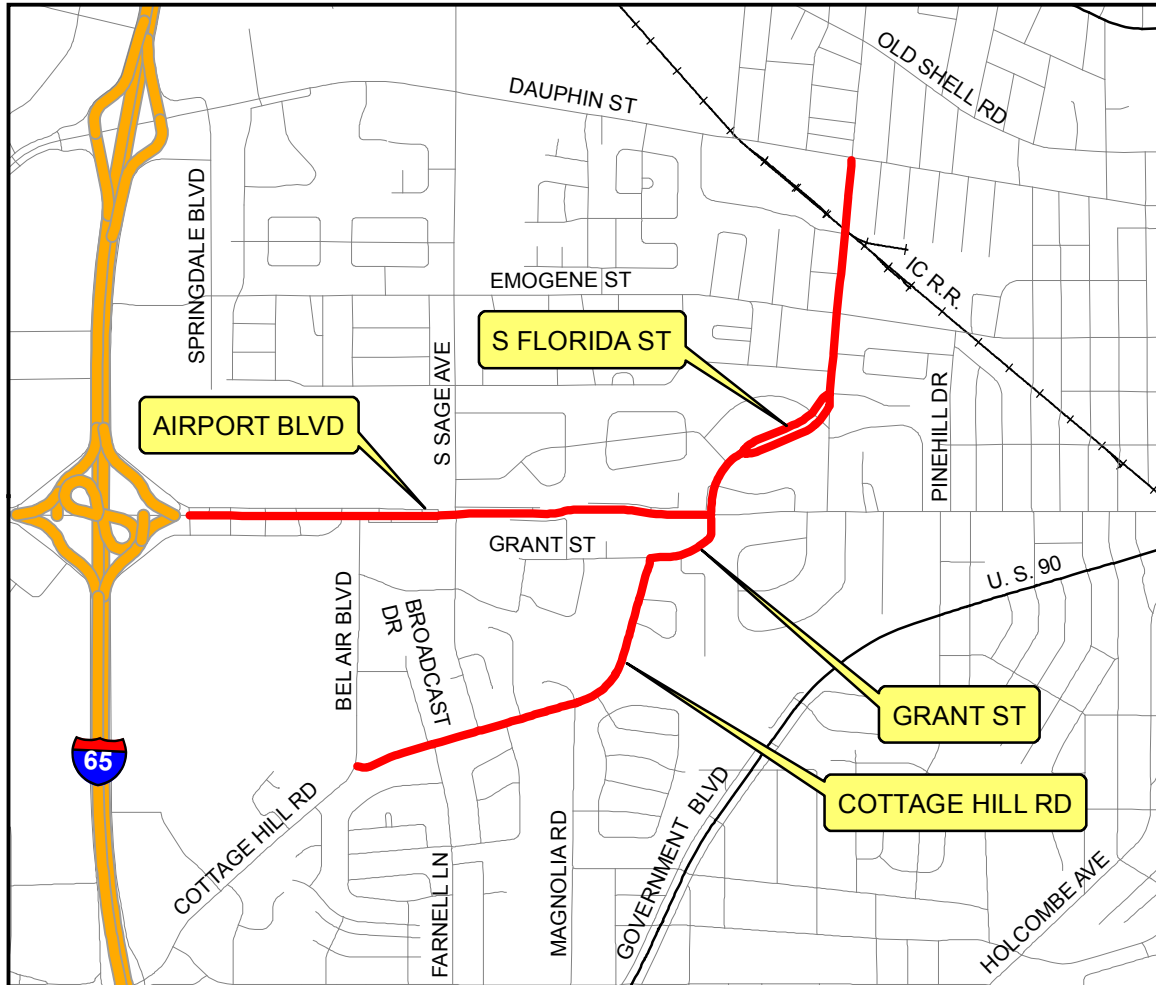 OLD SHELL RD
DAUPHIN ST
SPRINGDALE BLVD
IC R.R.
EMOGENE ST
S FLORIDA ST
S SAGE AVE
PINEHILL DR
AIRPORT BLVD
GRANT ST
U. S. 90
BEL AIR BLVD
BROADCAST
DR
GRANT ST
65
COTTAGE HILL RD
COTTAGE HILL RD
MAGNOLIA RD
GOVERNMENT BLVD
FARNELL LN
HOLCOMBE AVE